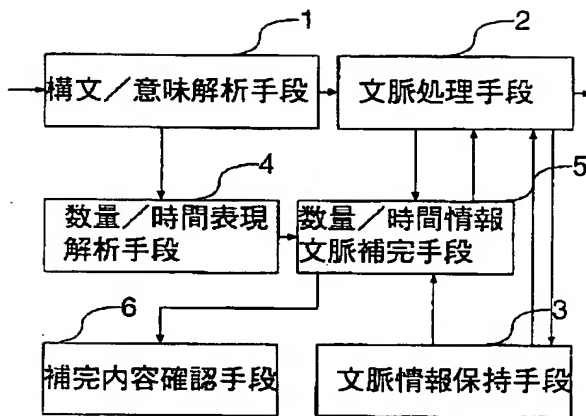 1
2
構文／意味解析手段
文脈処理手段
4
5
数量／時間表現
解析手段
数量／時間情報
文脈補完手段
6
3
補完内容確認手段
文脈情報保持手段